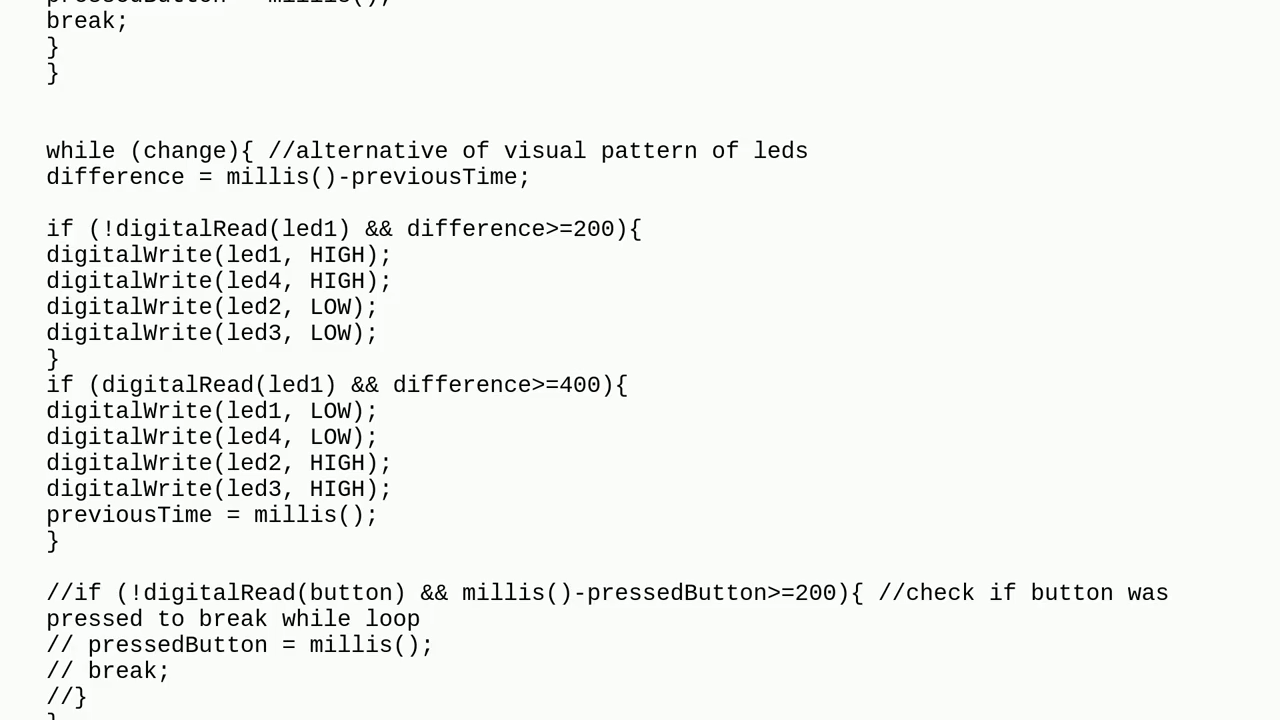 break;
}
}
while (change){ //alternative of visual pattern of leds
difference = millis()-previousTime;
if (!digitalRead(led1) && difference>=200){
digitalWrite(led1, HIGH);
digitalWrite(led4, HIGH);
digitalWrite(led2, LOW);
digitalWrite(led3, LOW);
}
if (digitalRead(led1) && difference>=400){
digitalWrite(led1, LOW);
digitalWrite(led4, LOW);
digitalWrite(led2, HIGH);
digitalWrite(led3, HIGH);
previousTime = millis();
}
//if (!digitalRead(button) && millis()-pressedButton>=200){ //check if button was
pressed to break while loop
// pressedButton = millis();
// break;
//}